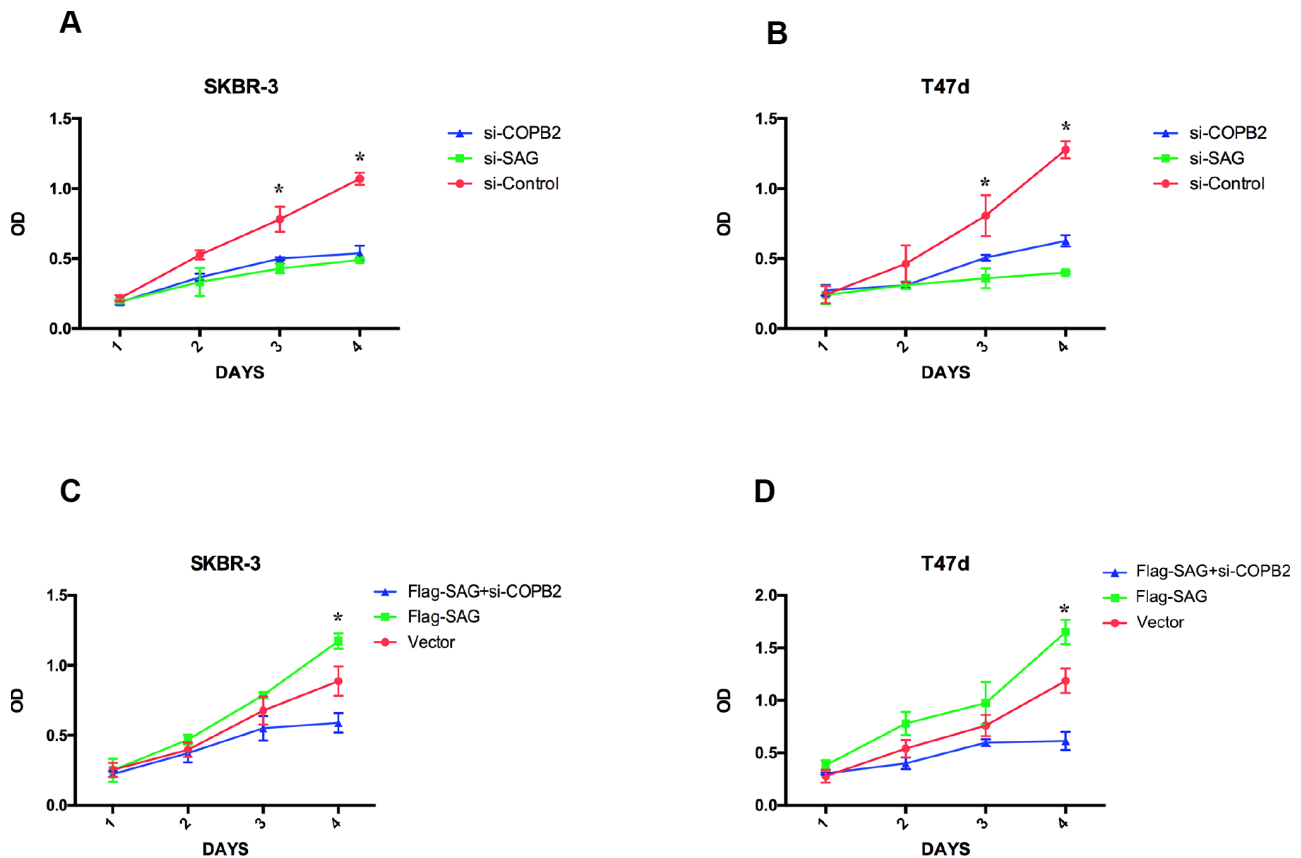 A
SKBR-3
1.5
1.0
0.5
0.0
OD
1 2 3 4
DAYS
*
*
si-COPB2
si-SAG
si-Control
B
T47d
1.5
1.0
0.5
0.0
OD
1 2 3 4
DAYS
*
*
si-COPB2
si-SAG
si-Control
C
SKBR-3
1.5
1.0
0.5
0.0
OD
1 2 3 4
DAYS
*
Flag-SAG+si-COPB2
Flag-SAG
Vector
D
T47d
2.0
1.5
1.0
0.5
0.0
OD
1 2 3 4
DAYS
*
Flag-SAG+si-COPB2
Flag-SAG
Vector